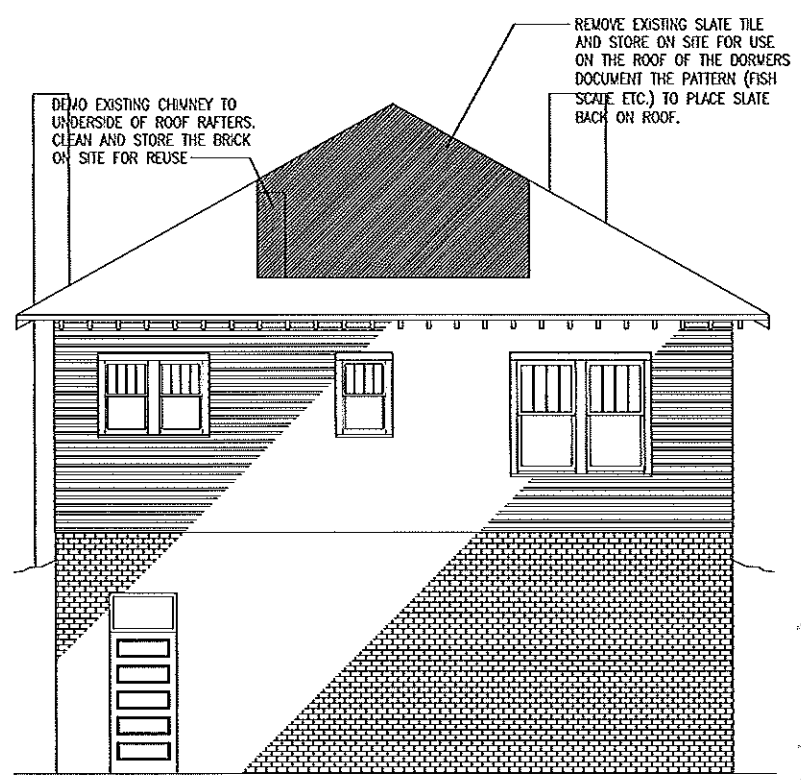 REMOVE EXISTING SLATE TILE
AND STORE ON SITE FOR USE
ON THE ROOF OF THE DORMERS
DOCUMENT THE PATTERN (FISH
SCALE ETC.) TO PLACE SLATE
BACK ON ROOF.
DEMO EXISTING CHIMNEY TO
UNDERSIDE OF ROOF RAFTERS.
CLEAN AND STORE THE BRICK
ON SITE FOR REUSE